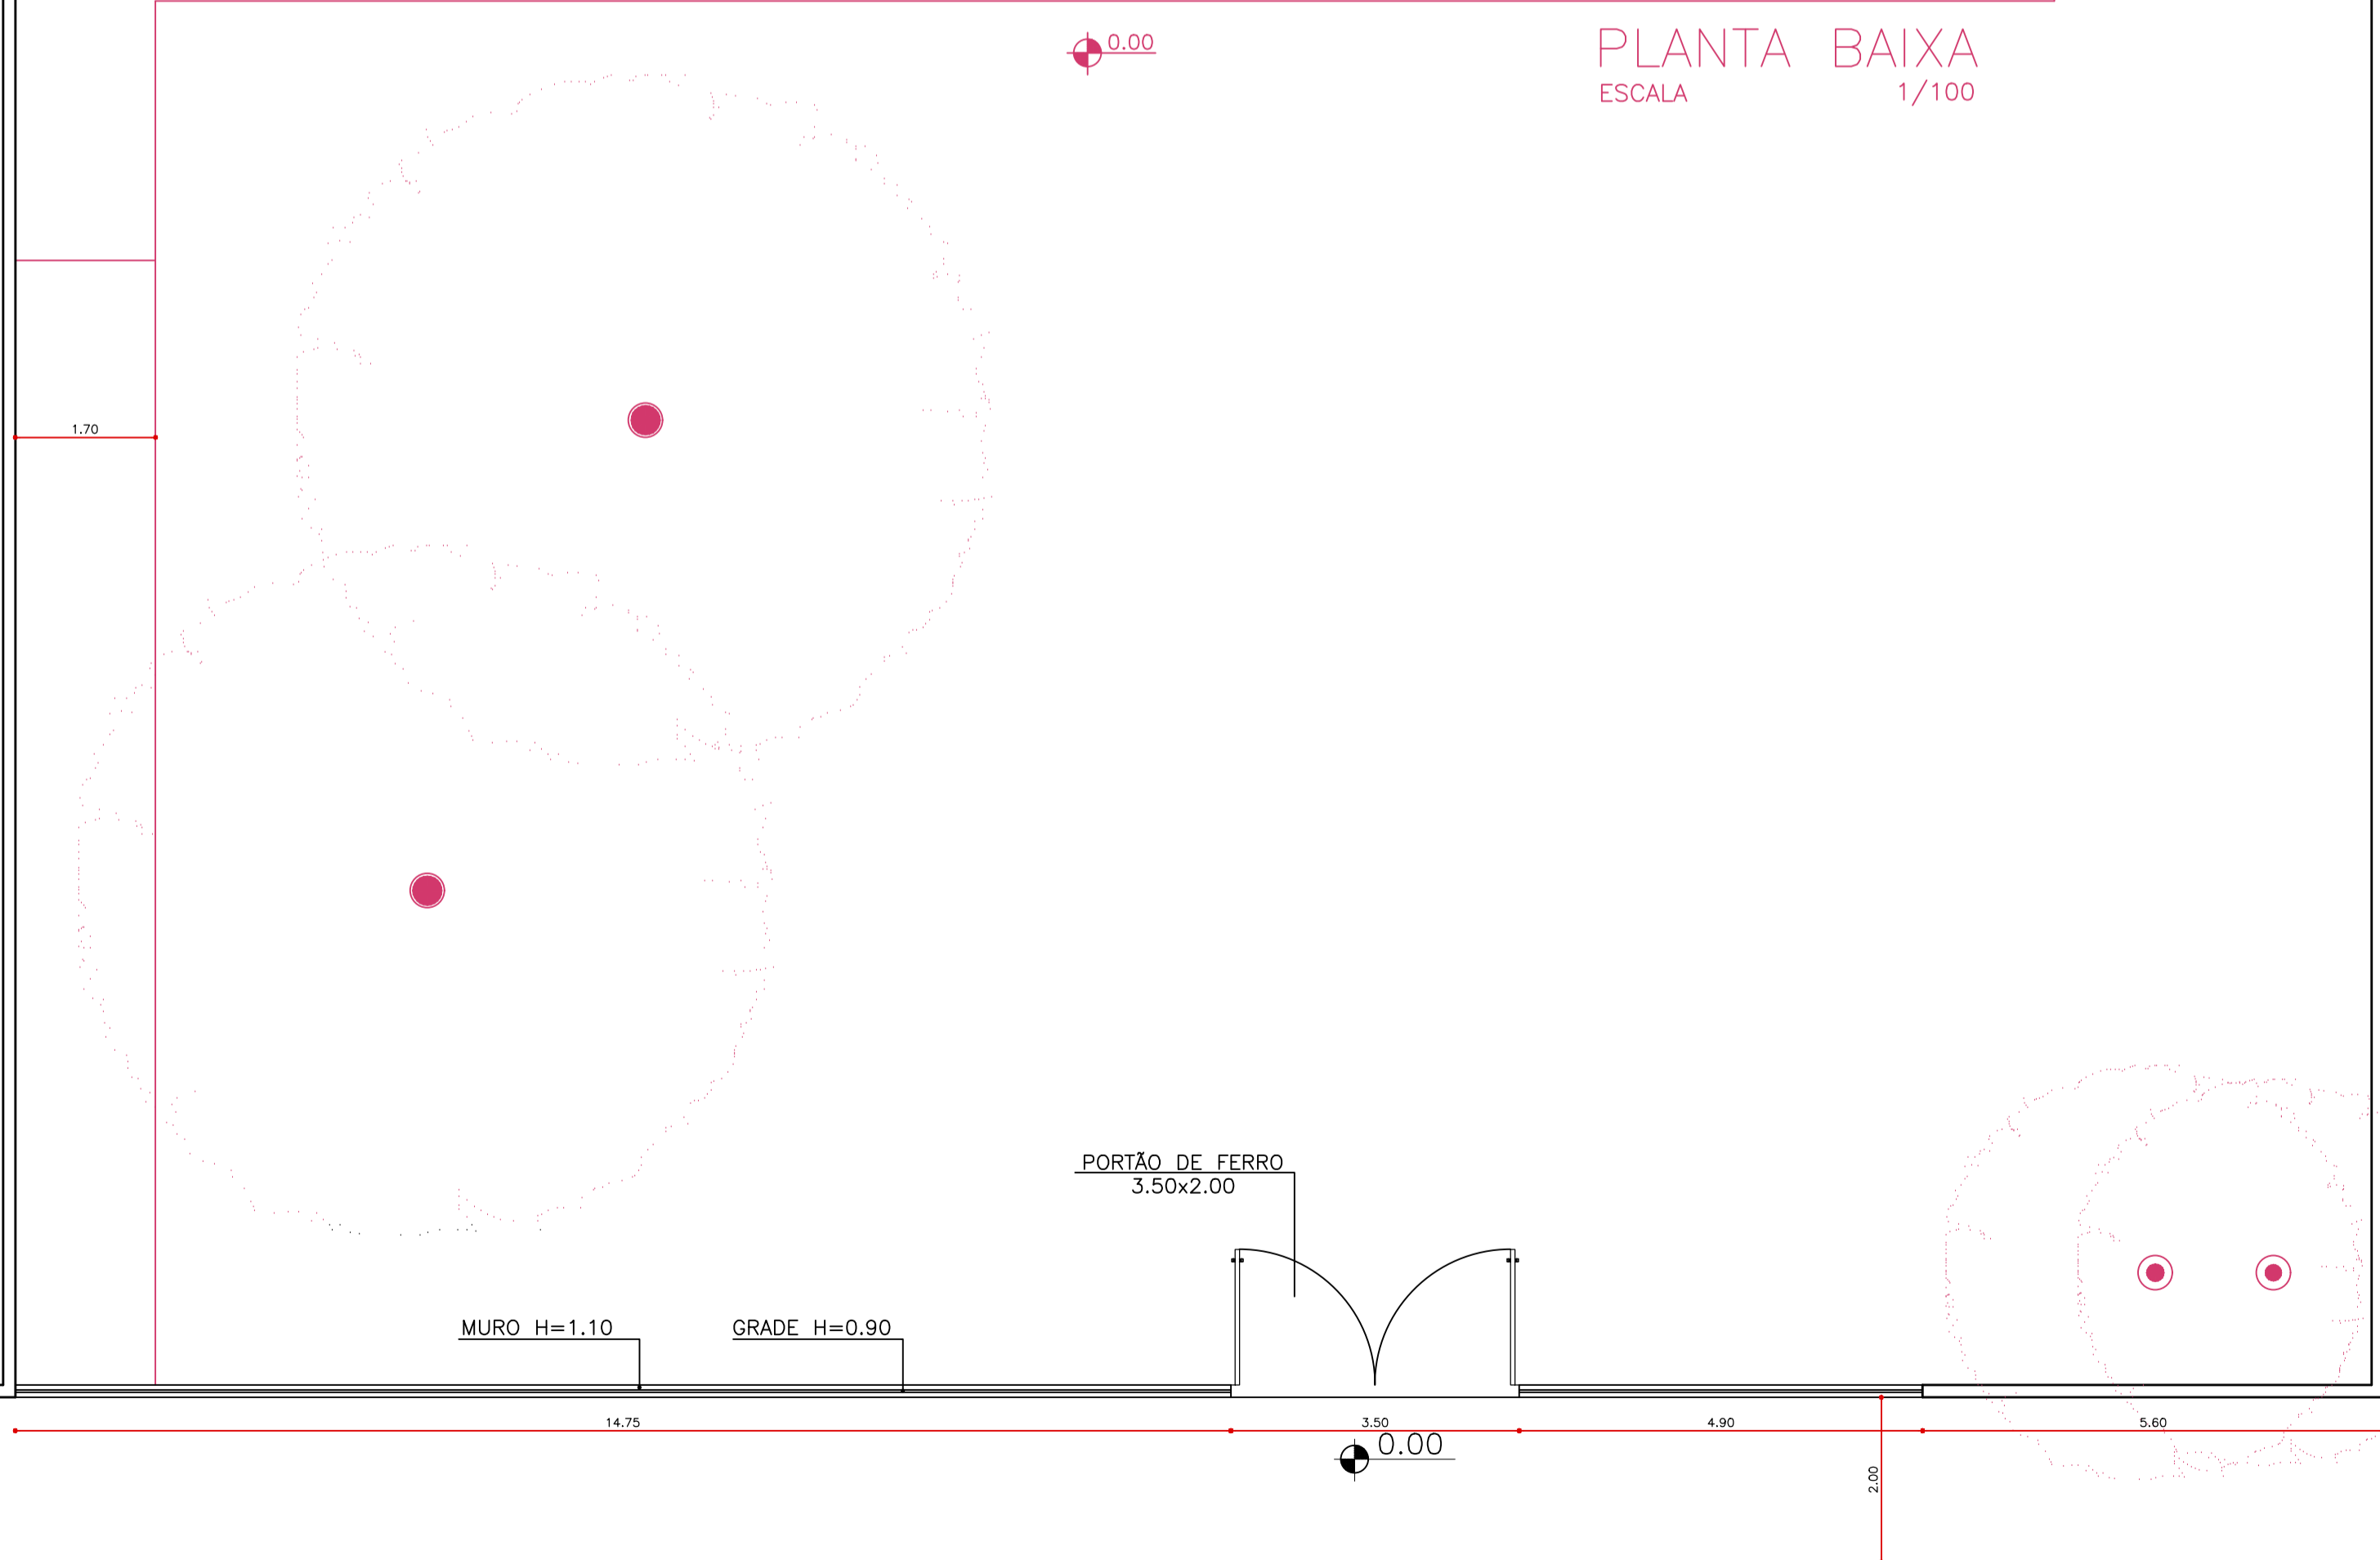 0.00
PLANTA BAIXA
ESCALA 1/100
1.70
PORTÃO DE FERRO
3.50x2.00
MURO H=1.10
GRADE H=0.90
14.75
3.50
4.90
5.60
0.00
2.00